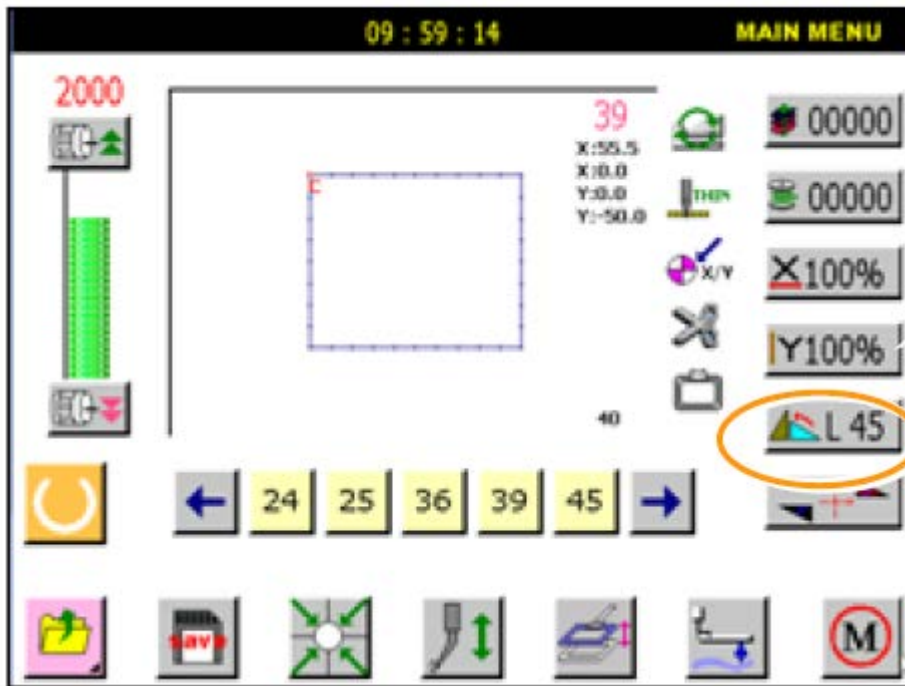 09 : 59 : 14
MAIN MENU
2000
39
X:55.5
X:0.0
Y:0.0
Y:-50.0
THIN
X/Y
40
00000
00000
X100%
Y100%
L 45
24 25 36 39 45
save
M